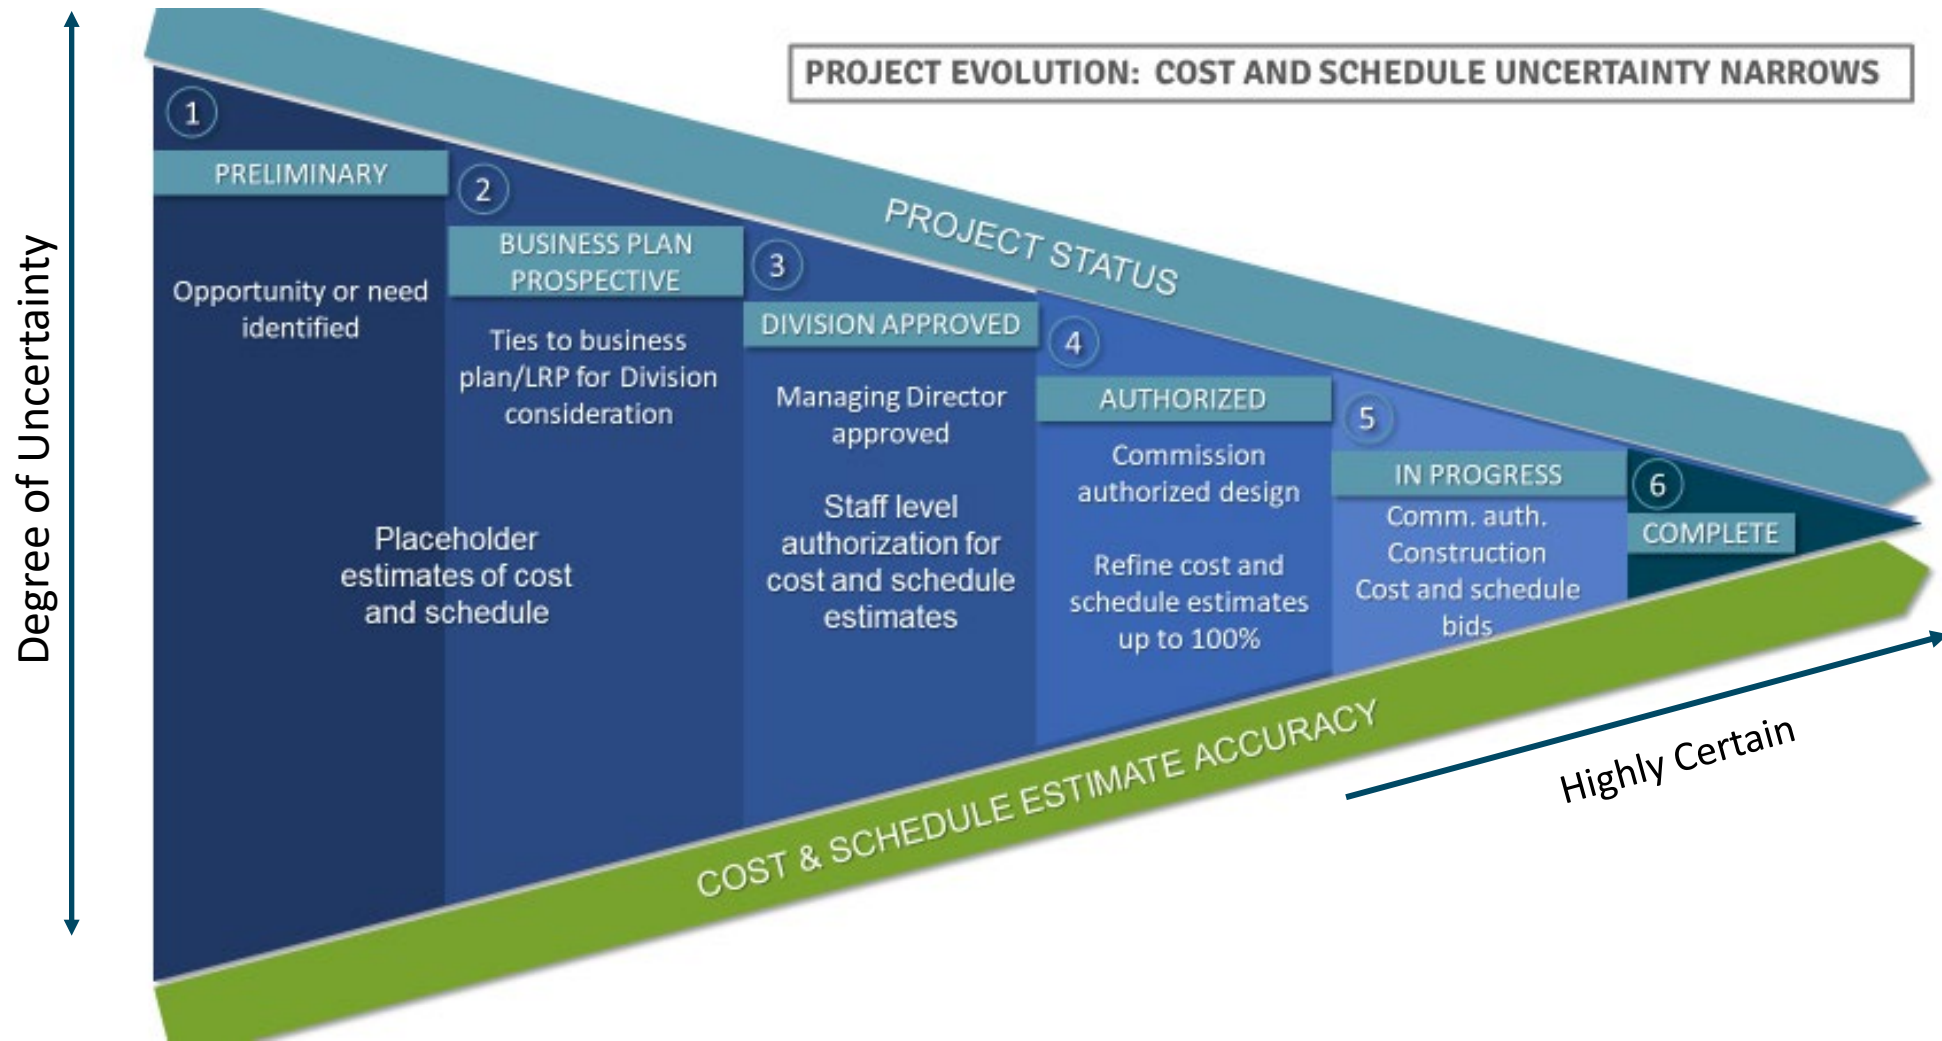 PROJECT EVOLUTION: COST AND SCHEDULE UNCERTAINTY NARROWS
Degree of Uncertainty
PROJECT STATUS
1
PRELIMINARY
Opportunity or need
identified
2
BUSINESS PLAN
PROSPECTIVE
Ties to business
plan/LRP for Division
consideration
Placeholder
estimates of cost
and schedule
3
DIVISION APPROVED
Managing Director
approved
Staff level
authorization for
cost and schedule
estimates
4
AUTHORIZED
Commission
authorized design
Refine cost and
schedule estimates
up to 100%
5
IN PROGRESS
Comm. auth.
Construction
Cost and schedule
bids
6
COMPLETE
COST & SCHEDULE ESTIMATE ACCURACY
Highly Certain